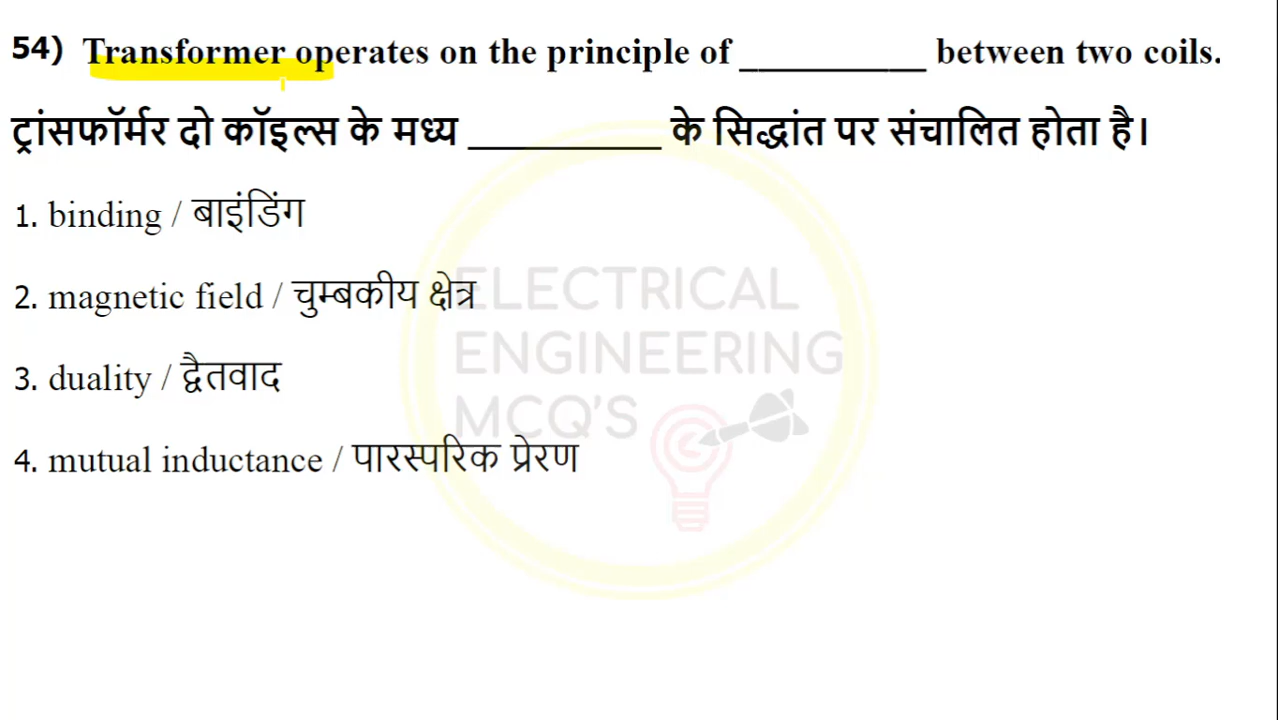 54) Transformer operates on the principle of __________ between two coils.
ट्रांसफॉर्मर दो कॉइल्स के मध्य __________ के सिद्धांत पर संचालित होता है।
1. binding / बाइंडिंग
2. magnetic field / चुम्बकीय क्षेत्र
3. duality / द्वैतवाद
4. mutual inductance / पारस्परिक प्रेरण
ELECTRICAL
ENGINEERING
MCQ'S